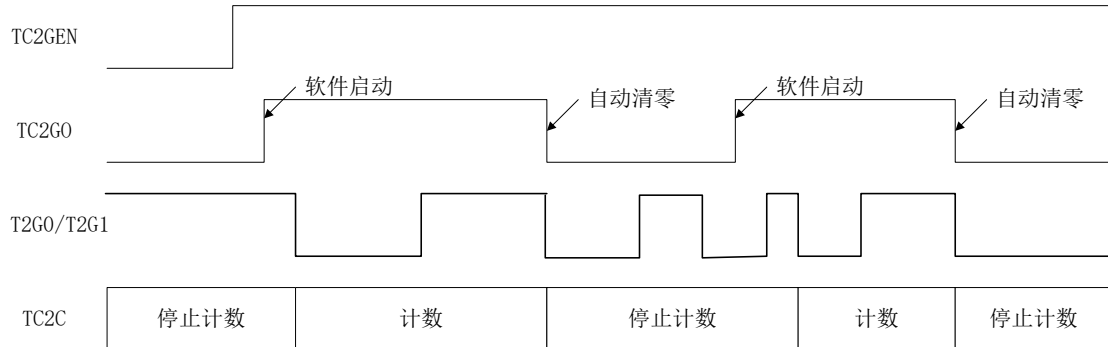 TC2GEN
软件启动
自动清零
软件启动
自动清零
TC2GO
T2G0/T2G1
TC2C
停止计数
计数
停止计数
计数
停止计数